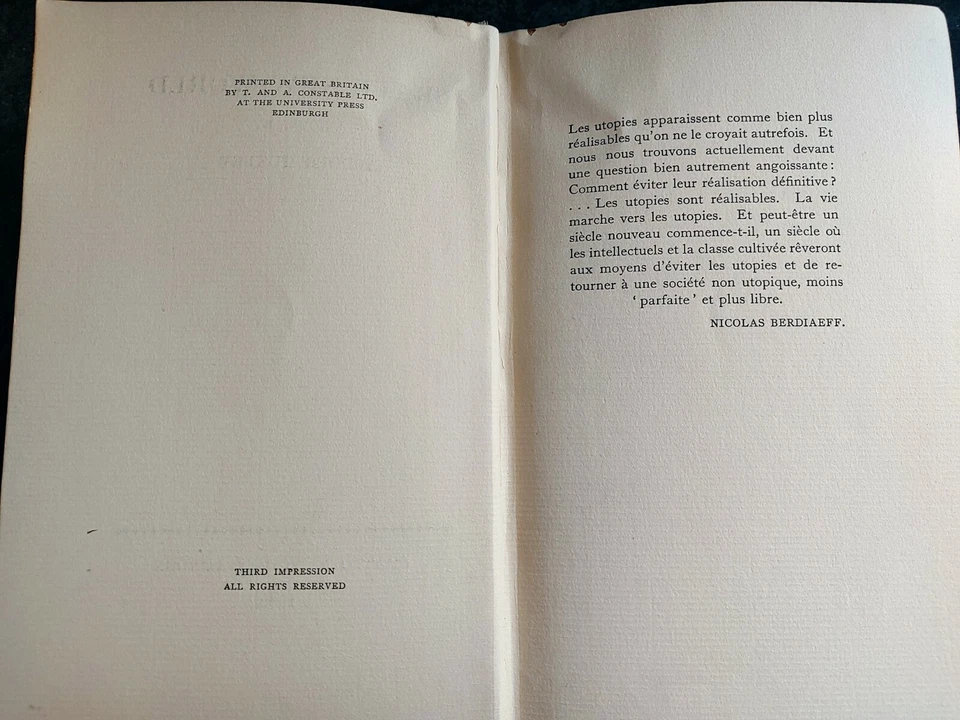 PRINTED IN GREAT BRITAIN
BY T. AND A. CONSTABLE LTD.
AT THE UNIVERSITY PRESS
EDINBURGH
THIRD IMPRESSION
ALL RIGHTS RESERVED
Les utopies apparaissent comme bien plus
réalisables qu'on ne le croyait autrefois. Et
nous nous trouvons actuellement devant
une question bien autrement angoissante :
Comment éviter leur réalisation définitive ?
. . . Les utopies sont réalisables. La vie
marche vers les utopies. Et peut-être un
siècle nouveau commence-t-il, un siècle où
les intellectuels et la classe cultivée rêveront
aux moyens d'éviter les utopies et de re-
tourner à une société non utopique, moins
' parfaite ' et plus libre.
NICOLAS BERDIAEFF.